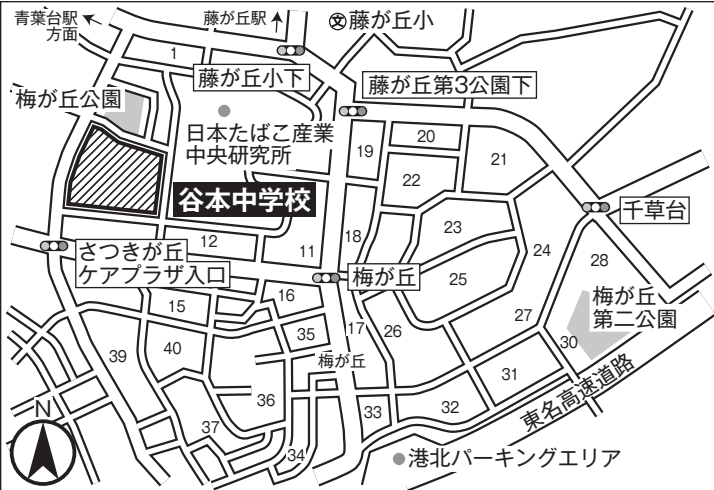 青葉台駅
方面
藤が丘駅
文
藤が丘小
1
藤が丘小下
藤が丘第3公園下
梅が丘公園
日本たばこ産業
中央研究所
19
20
21
22
谷本中学校
千草台
さつきが丘
ケアプラザ入口
12
11
18
23
24
28
梅が丘
25
梅が丘
第二公園
15
16
17
26
27
35
30
39
40
梅が丘
36
31
東名高速道路
37
33
32
34
N
港北パーキングエリア